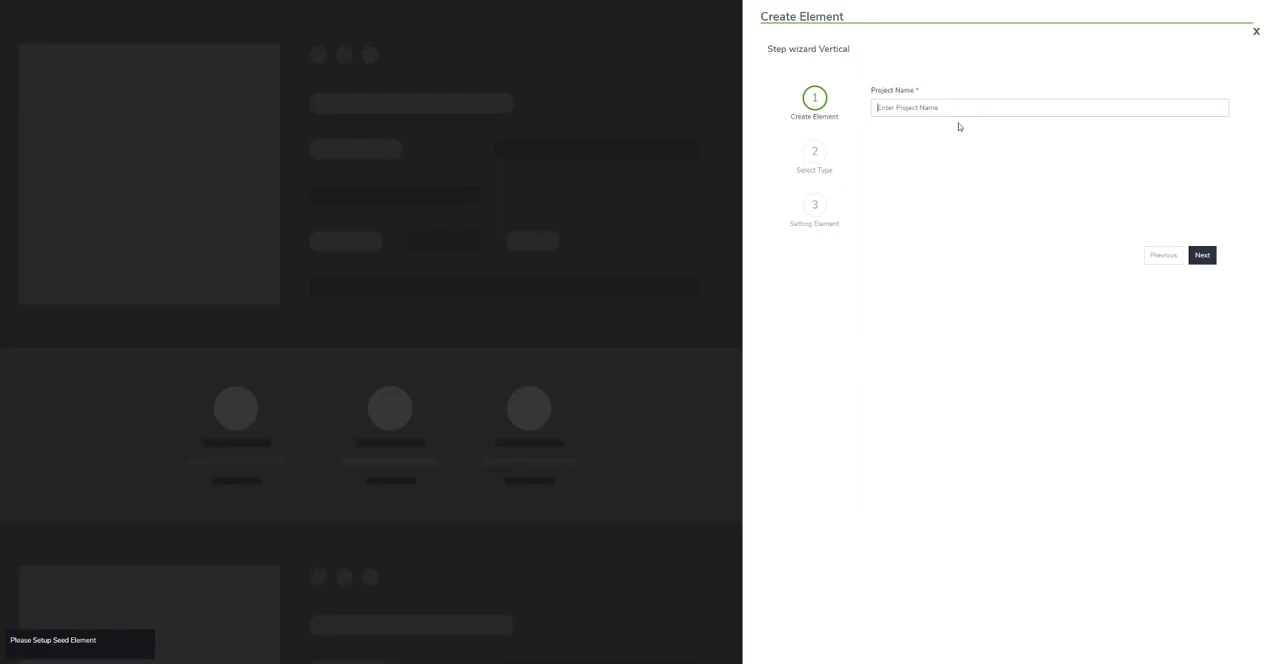 Create Element
X
Step wizard Vertical
1
Create Element
Project Name *
Enter Project Name
2
Select Type
3
Setting Element
Previous
Next
Please Setup Seed Element